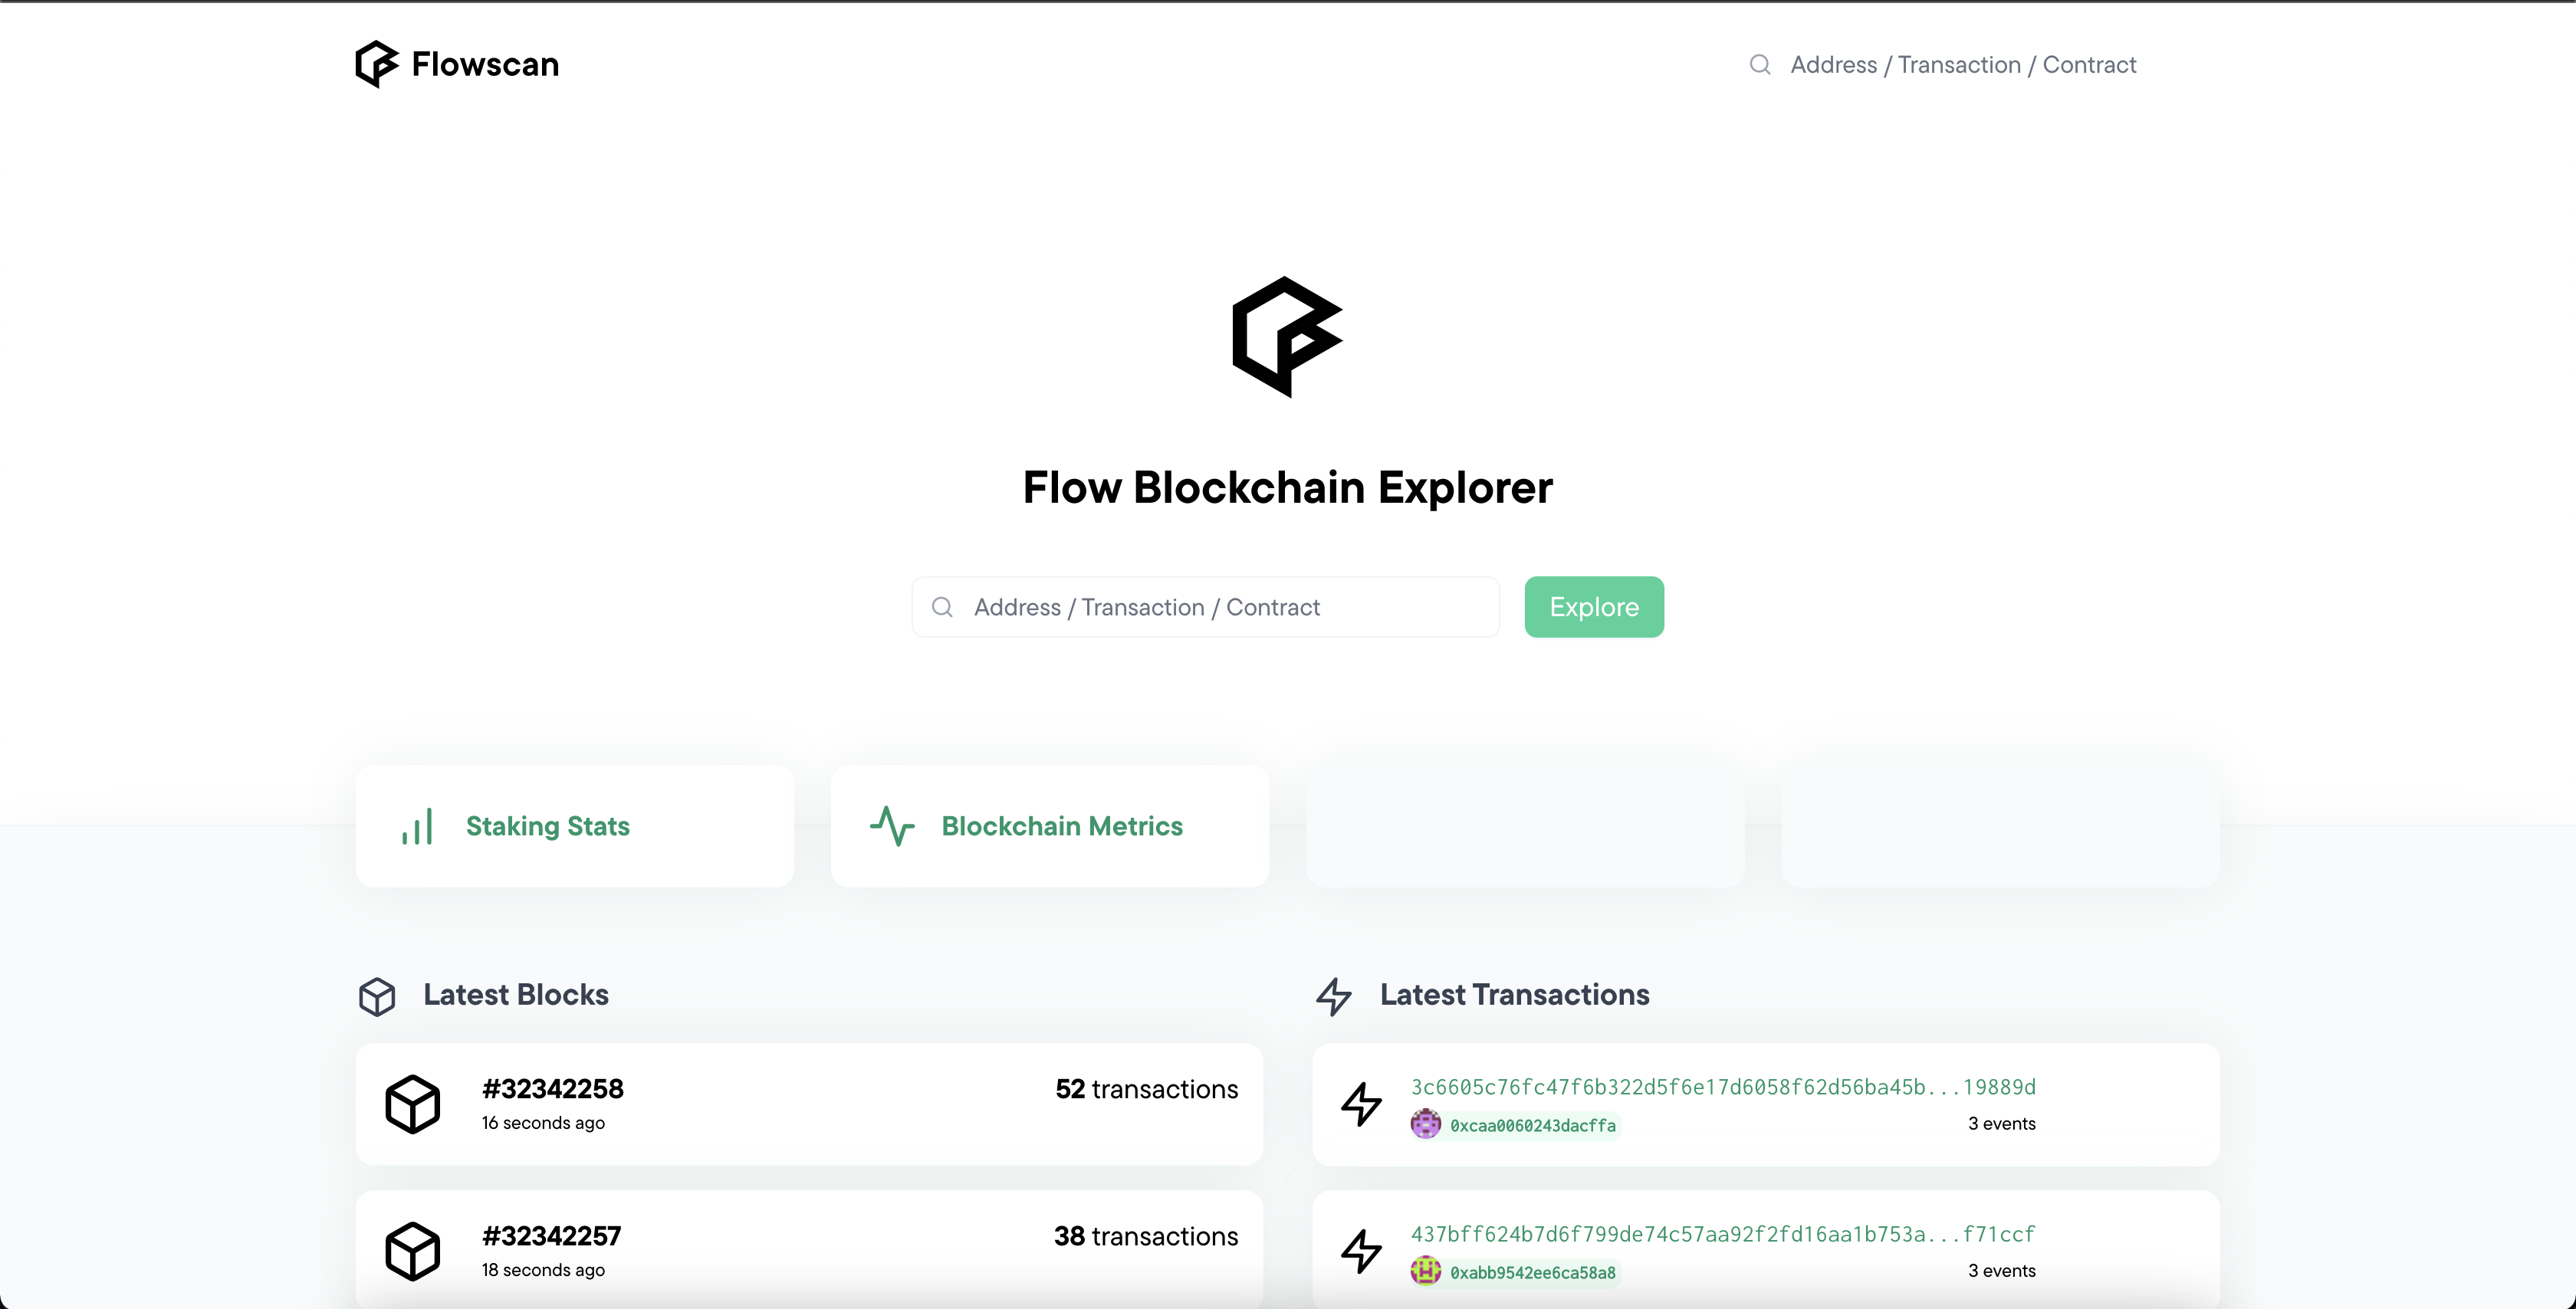 Flowscan
Address / Transaction / Contract
Flow Blockchain Explorer
Address / Transaction / Contract
Explore
Staking Stats
Blockchain Metrics
Latest Blocks
#32342258
52 transactions
16 seconds ago
#32342257
38 transactions
18 seconds ago
Latest Transactions
3c6605c76fc47f6b322d5f6e17d6058f62d56ba45b...19889d
0xcaa0060243dacffa
3 events
437bff624b7d6f799de74c57aa92f2fd16aa1b753a...f71ccf
0xabb9542ee6ca58a8
3 events